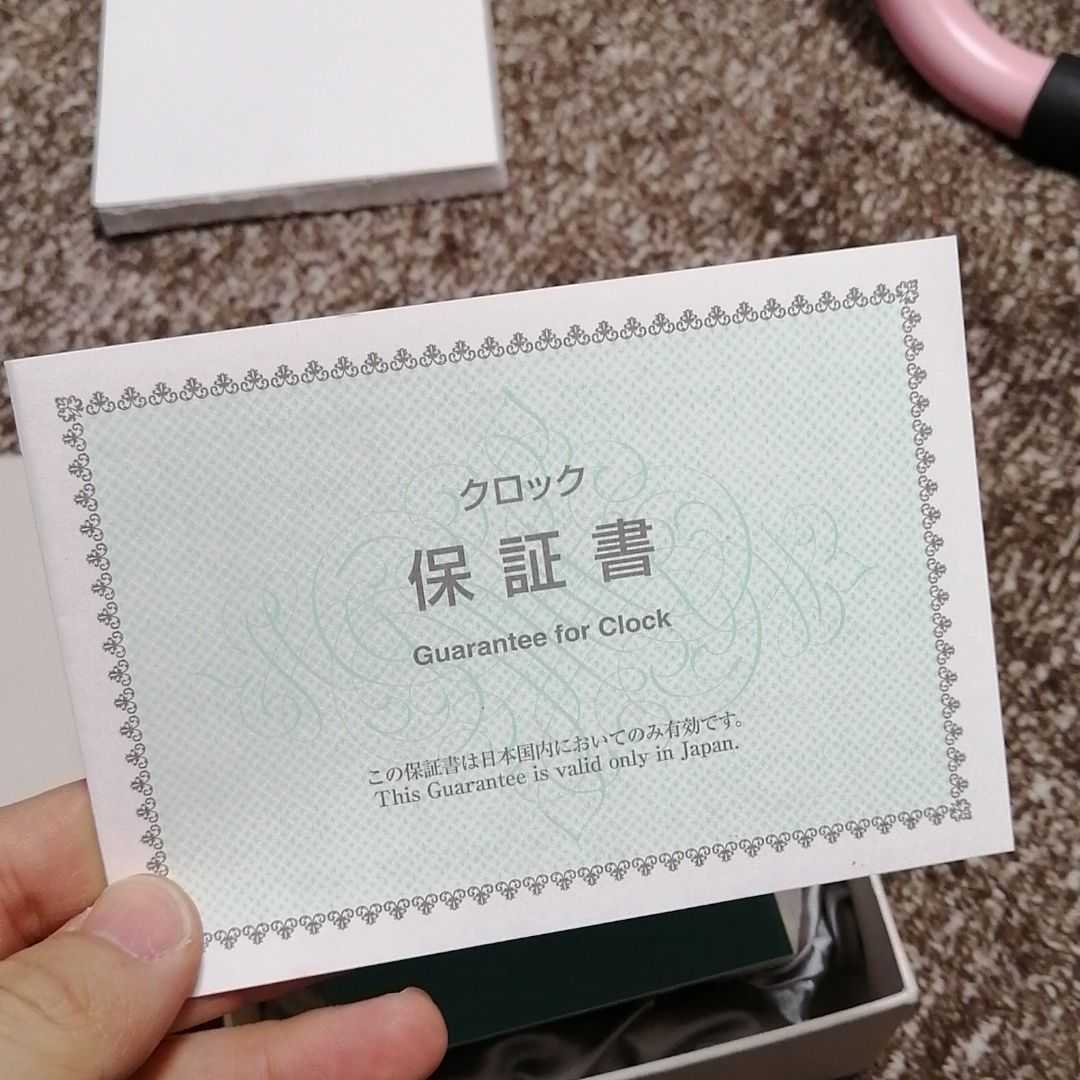 クロック
保証書
Guarantee for Clock
この保証書は日本国内においてのみ有効です。
This Guarantee is valid only in Japan.